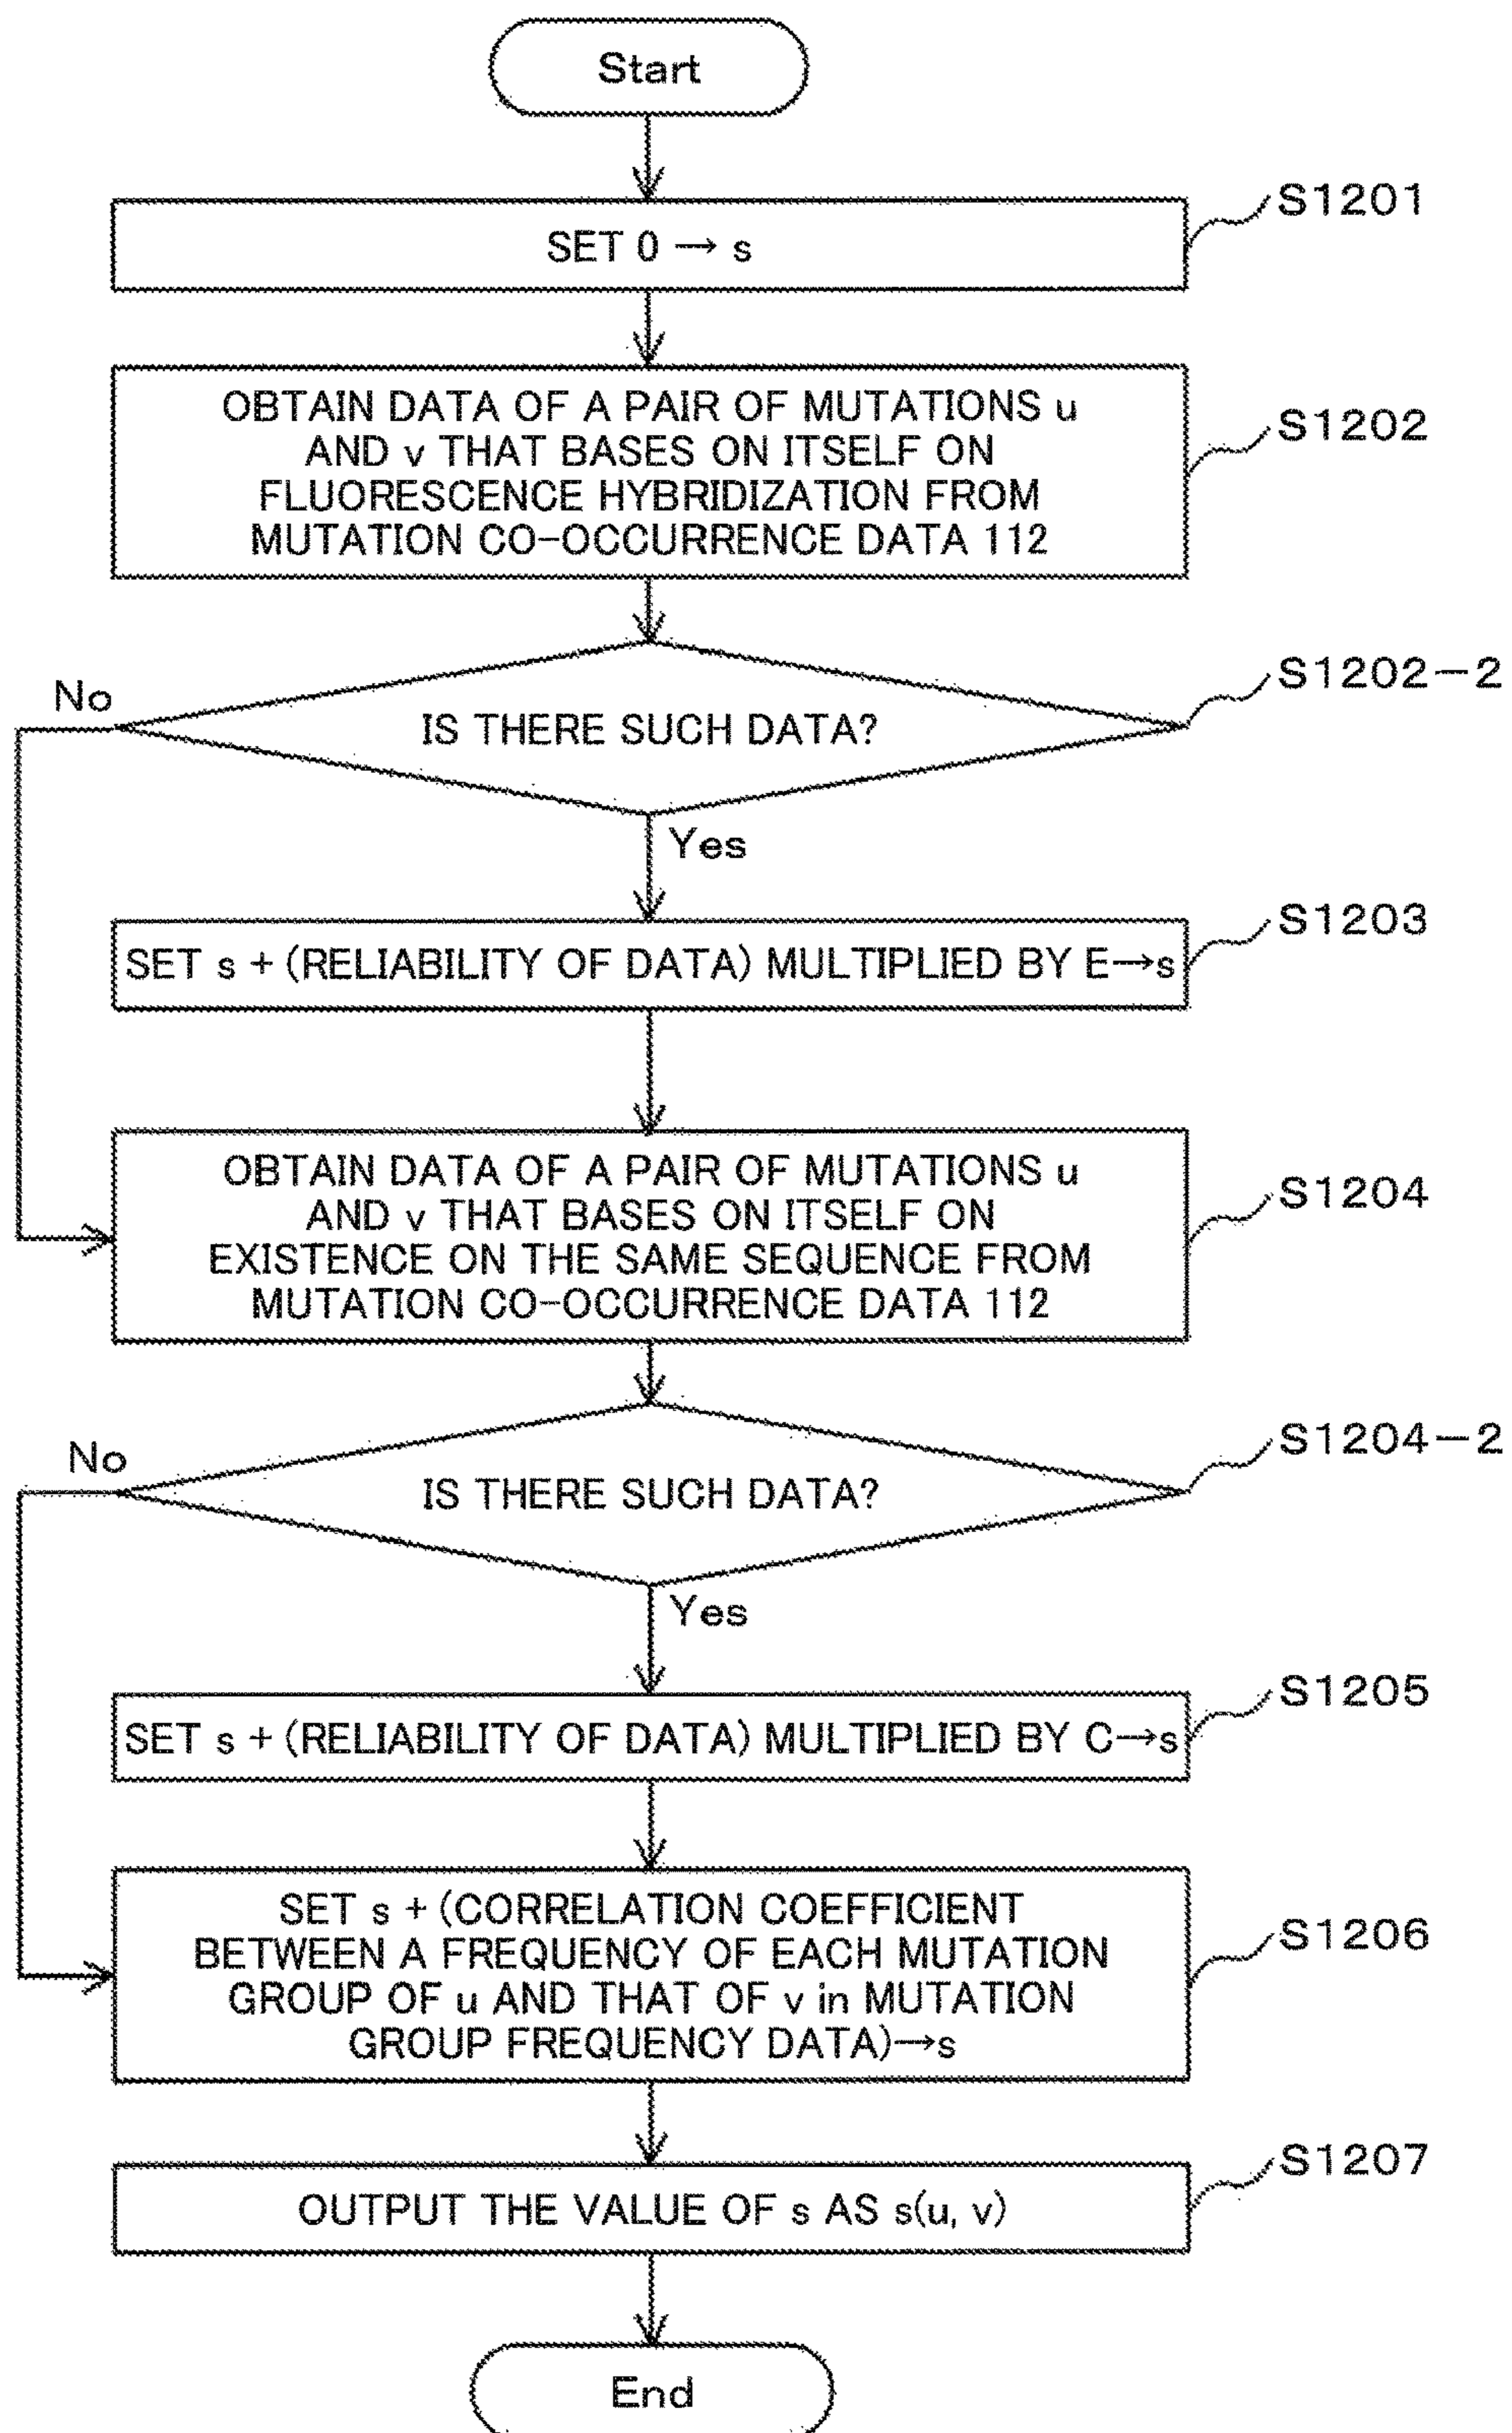 Start
S1201
SET 0 → s
S1202
OBTAIN DATA OF A PAIR OF MUTATIONS u
AND v THAT BASES ON ITSELF ON
FLUORESCENCE HYBRIDIZATION FROM
MUTATION CO-OCCURRENCE DATA 112
S1202-2
No
IS THERE SUCH DATA?
Yes
S1203
SET s + (RELIABILITY OF DATA) MULTIPLIED BY E→s
S1204
OBTAIN DATA OF A PAIR OF MUTATIONS u
AND v THAT BASES ON ITSELF ON
EXISTENCE ON THE SAME SEQUENCE FROM
MUTATION CO-OCCURRENCE DATA 112
S1204-2
No
IS THERE SUCH DATA?
Yes
S1205
SET s + (RELIABILITY OF DATA) MULTIPLIED BY C→s
S1206
SET s + (CORRELATION COEFFICIENT
BETWEEN A FREQUENCY OF EACH MUTATION
GROUP OF u AND THAT OF v in MUTATION
GROUP FREQUENCY DATA)→s
S1207
OUTPUT THE VALUE OF s AS s(u, v)
End